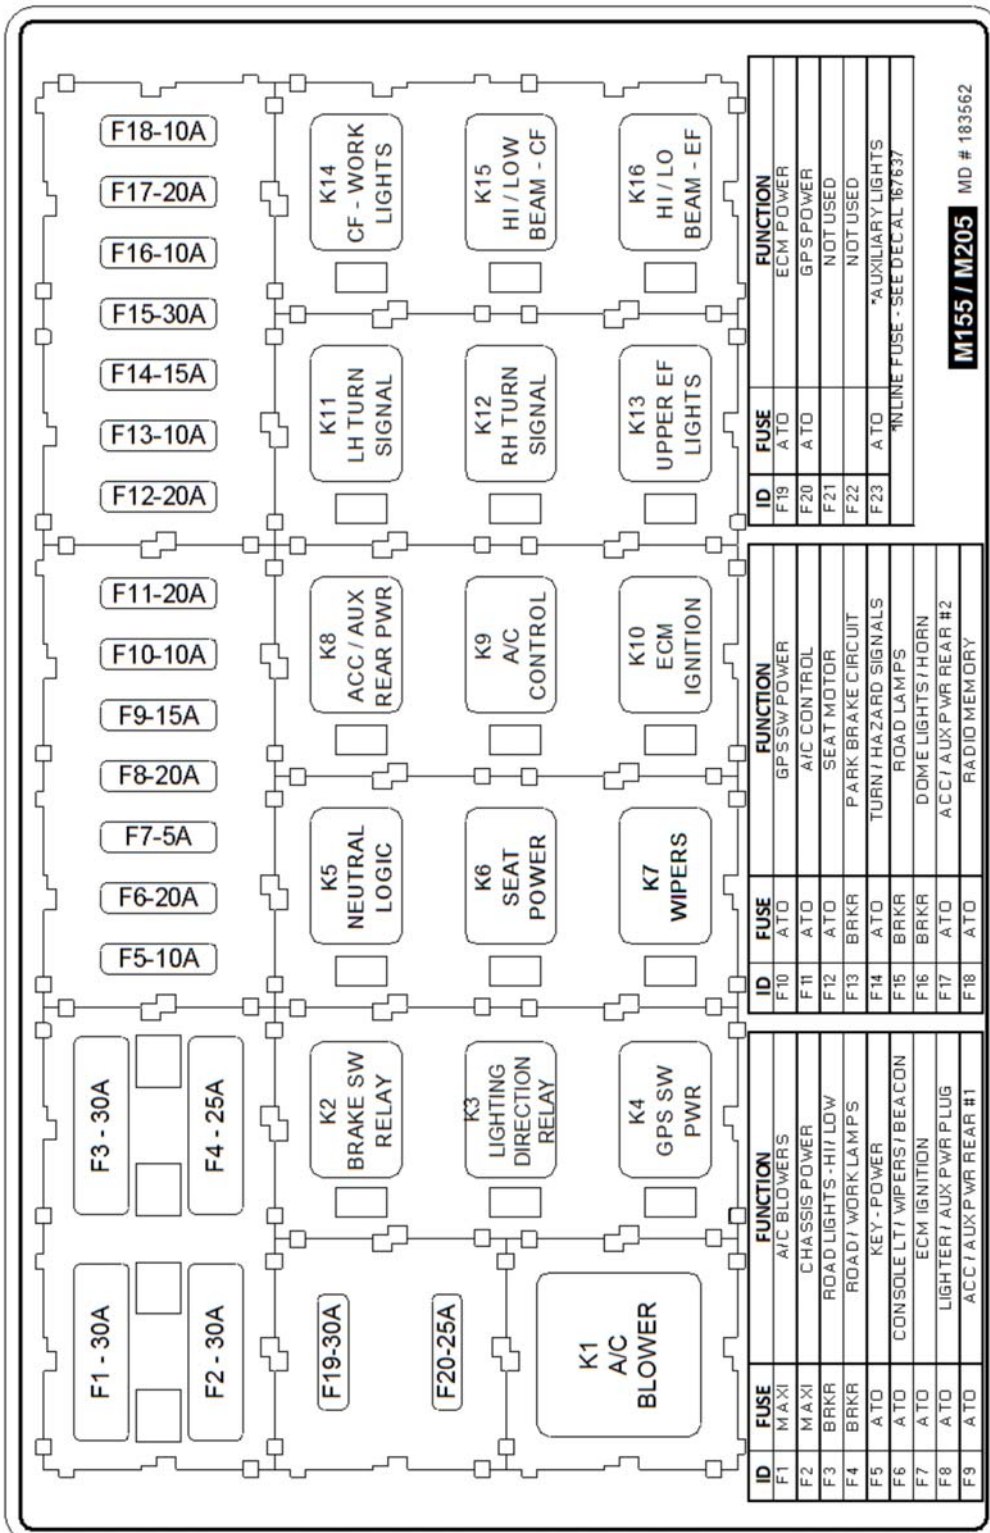 F1 - 30A
F3 - 30A
F2 - 30A
F4 - 25A
F5-10A
F6-20A
F7-5A
F8-20A
F9-15A
F10-10A
F11-20A
F12-20A
F13-10A
F14-15A
F15-30A
F16-10A
F17-20A
F18-10A
F19-30A
F20-25A
K1
A/C
BLOWER
K2
BRAKE SW
RELAY
K3
LIGHTING
DIRECTION
RELAY
K4
GPS SW
PWR
K5
NEUTRAL
LOGIC
K6
SEAT
POWER
K7
WIPERS
K8
ACC / AUX
REAR PWR
K9
A/C
CONTROL
K10
ECM
IGNITION
K11
LH TURN
SIGNAL
K12
RH TURN
SIGNAL
K13
UPPER EF
LIGHTS
K14
CF - WORK
LIGHTS
K15
HI / LOW
BEAM - CF
K16
HI / LO
BEAM - EF
ID FUSE FUNCTION
F1 MAXI A/C BLOWERS
F2 MAXI CHASSIS POWER
F3 BRKR ROAD LIGHTS - HI / LOW
F4 BRKR ROAD / WORK LAMPS
F5 ATO KEY - POWER
F6 ATO CONSOLE LT / WIPERS / BEACON
F7 ATO ECM IGNITION
F8 ATO LIGHTER / AUX PWR PLUG
F9 ATO ACC / AUX PWR REAR #1
ID FUSE FUNCTION
F10 ATO GPS SW POWER
F11 ATO A/C CONTROL
F12 ATO SEAT MOTOR
F13 BRKR PARK BRAKE CIRCUIT
F14 ATO TURN / HAZARD SIGNALS
F15 BRKR ROAD LAMPS
F16 BRKR DOME LIGHTS / HORN
F17 ATO ACC / AUX PWR REAR #2
F18 ATO RADIO MEMORY
ID FUSE FUNCTION
F19 ATO ECM POWER
F20 ATO GPS POWER
F21 NOT USED
F22 NOT USED
F23 ATO *AUXILIARY LIGHTS
*INLINE FUSE - SEE DECAL 167637
M155 / M205 MD # 183562